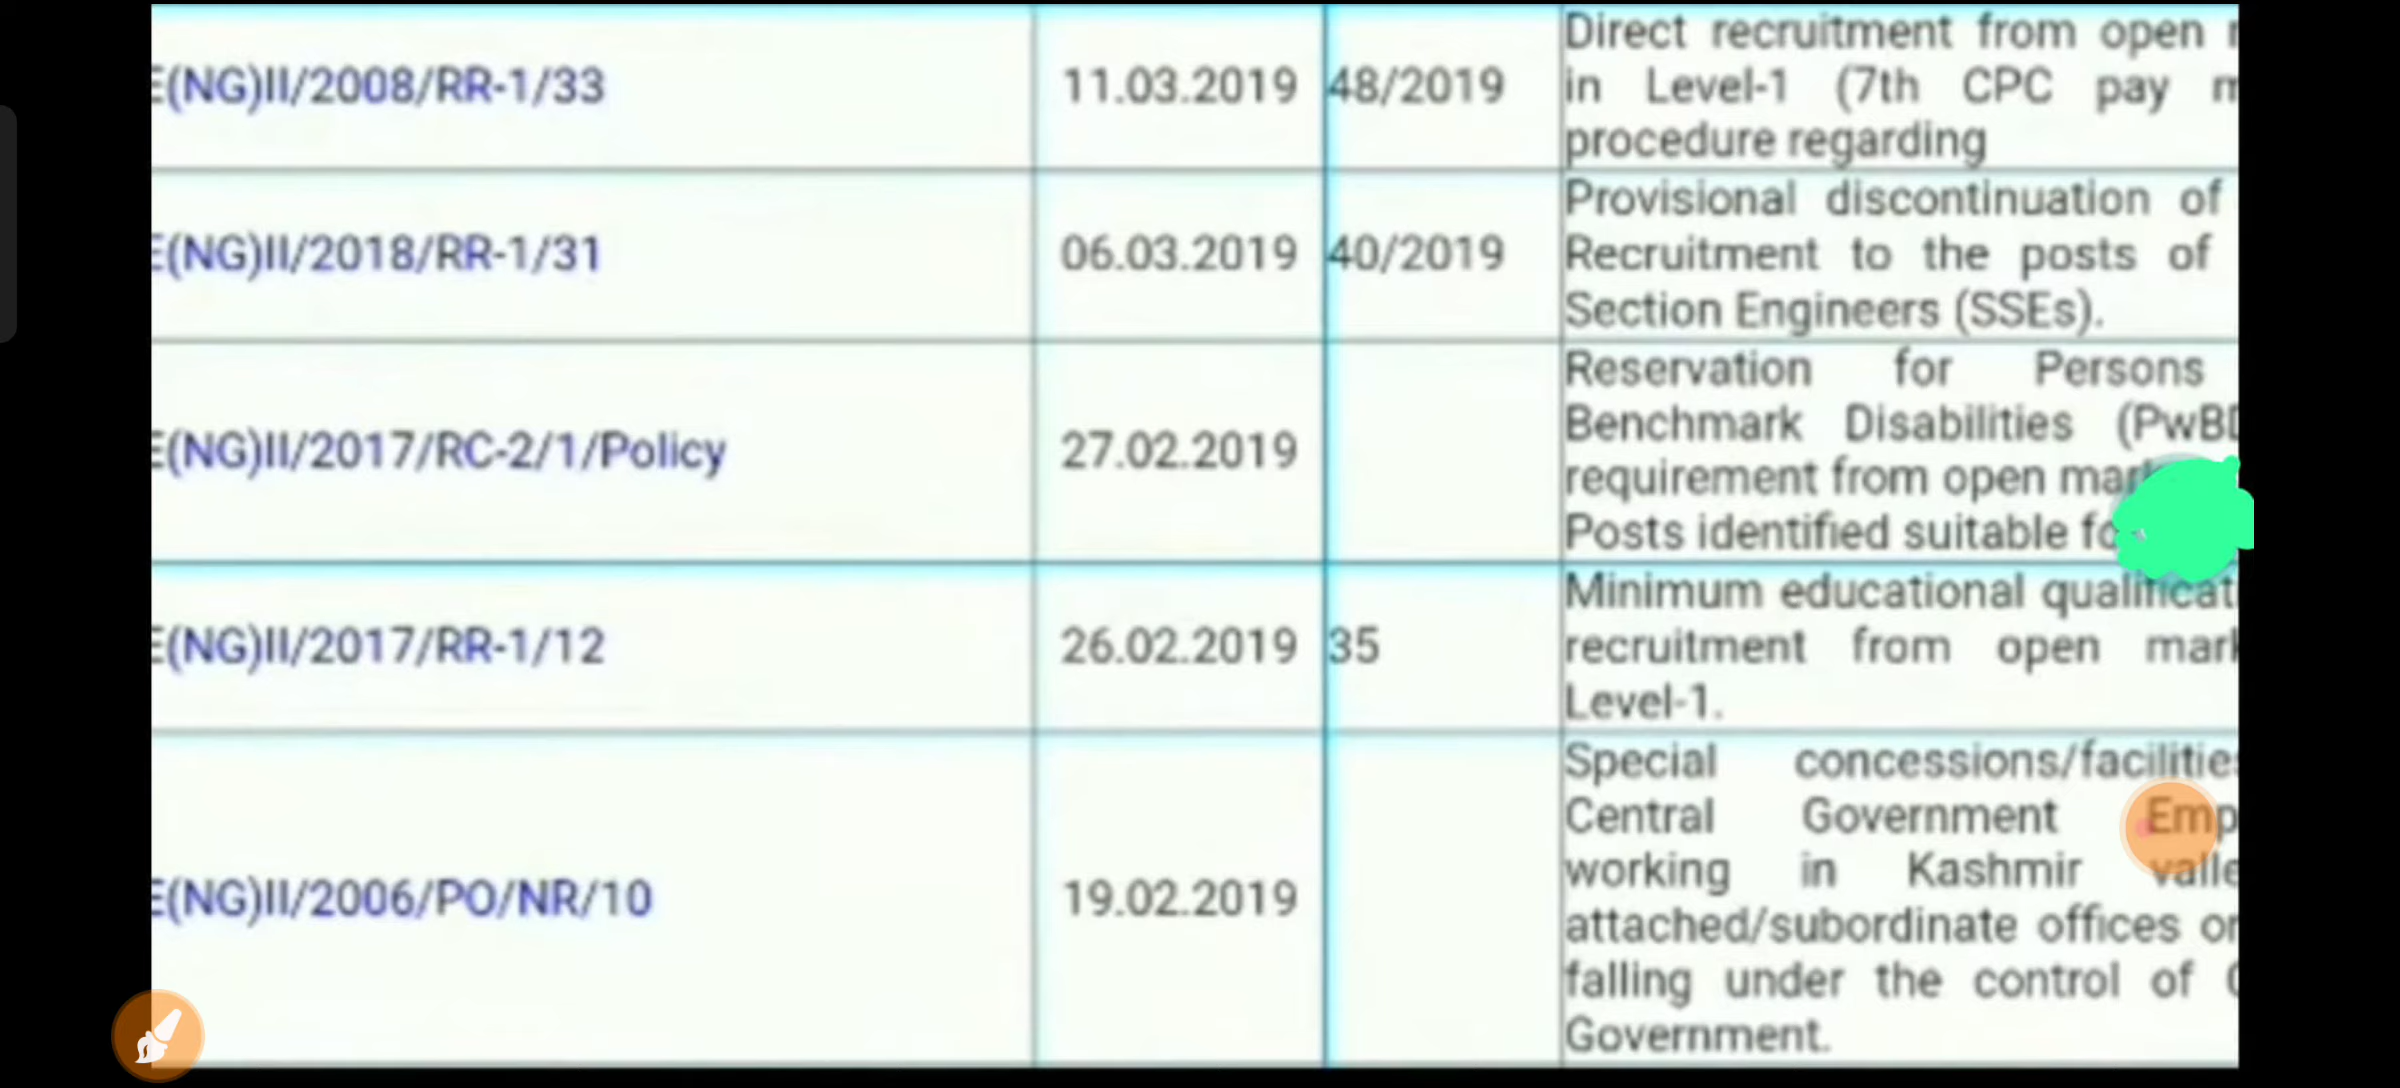 E(NG)II/2008/RR-1/33 11.03.2019 48/2019
Direct recruitment from open
in Level-1 (7th CPC pay
procedure regarding
E(NG)II/2018/RR-1/31 06.03.2019 40/2019
Provisional discontinuation of
Recruitment to the posts of
Section Engineers (SSEs).
E(NG)II/2017/RC-2/1/Policy 27.02.2019
Reservation for Persons
Benchmark Disabilities (PwBD
requirement from open
Posts identified suitable
E(NG)II/2017/RR-1/12 26.02.2019 35
Minimum educational
recruitment from open
Level-1.
E(NG)II/2006/PO/NR/10 19.02.2019
Special concessions/facilities
Central Government Emp
working in Kashmir
attached/subordinate offices or
falling under the control of
Government.